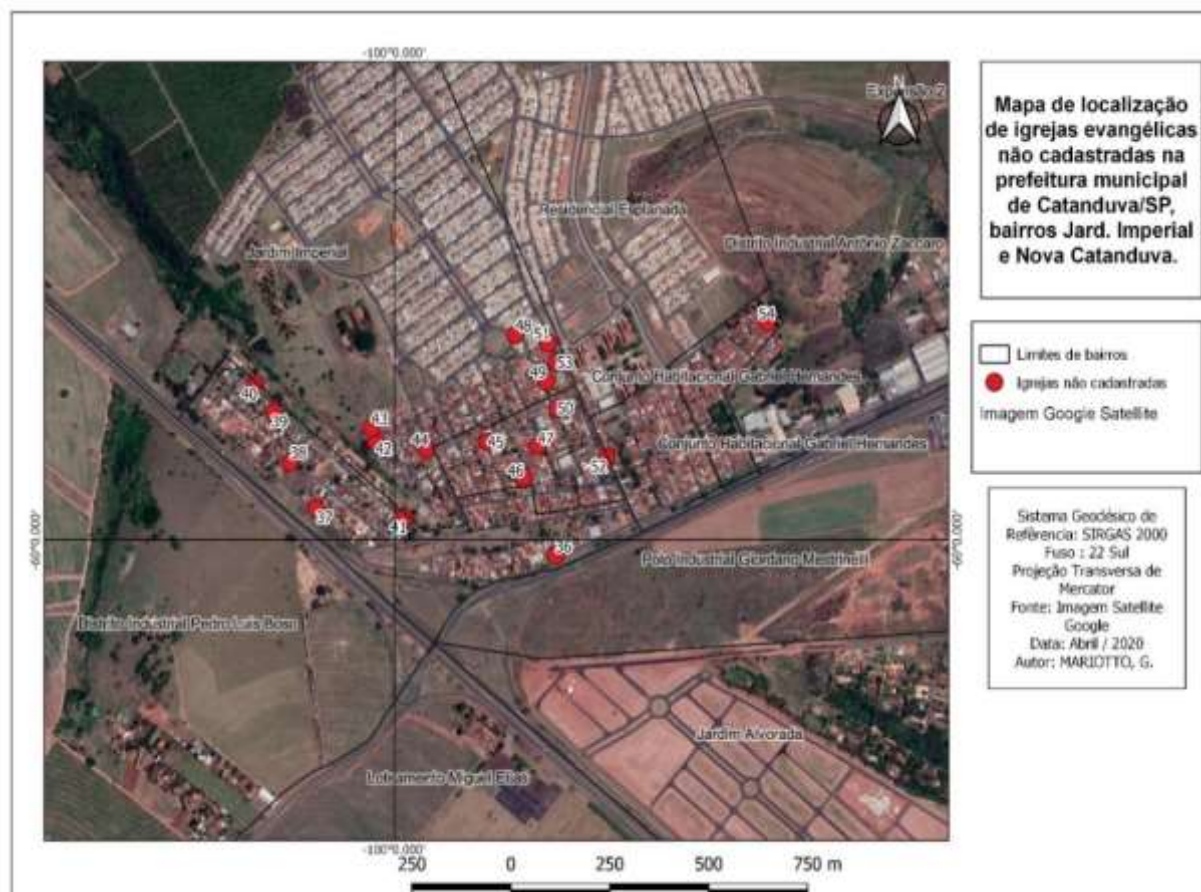 -100°0.000'
N
Expansão 2
Residencial Esplanada
Distrito Industrial Antônio Zaccaro
Jardim Imperial
48
51
54
53
49
Conjunto Habitacional Gabriel Hernandes
40
39
50
43
42
44
45
47
Conjunto Habitacional Gabriel Hernandes
38
52
46
37
41
-60°0.000'
-60°0.000'
36
Polo Industrial Giordano Mestrinelli
Distrito Industrial Pedro Luis Boso
Jardim Alvorada
Loteamento Miguel Elias
-100°0.000'
250 0 250 500 750 m
Mapa de localização
de igrejas evangélicas
não cadastradas na
prefeitura municipal
de Catanduva/SP,
bairros Jard. Imperial
e Nova Catanduva.
Limites de bairros
Igrejas não cadastradas
Imagem Google Satellite
Sistema Geodésico de
Referência: SIRGAS 2000
Fuso : 22 Sul
Projeção Transversa de
Mercator
Fonte: Imagem Satellite
Google
Data: Abril / 2020
Autor: MARIOTTO, G.